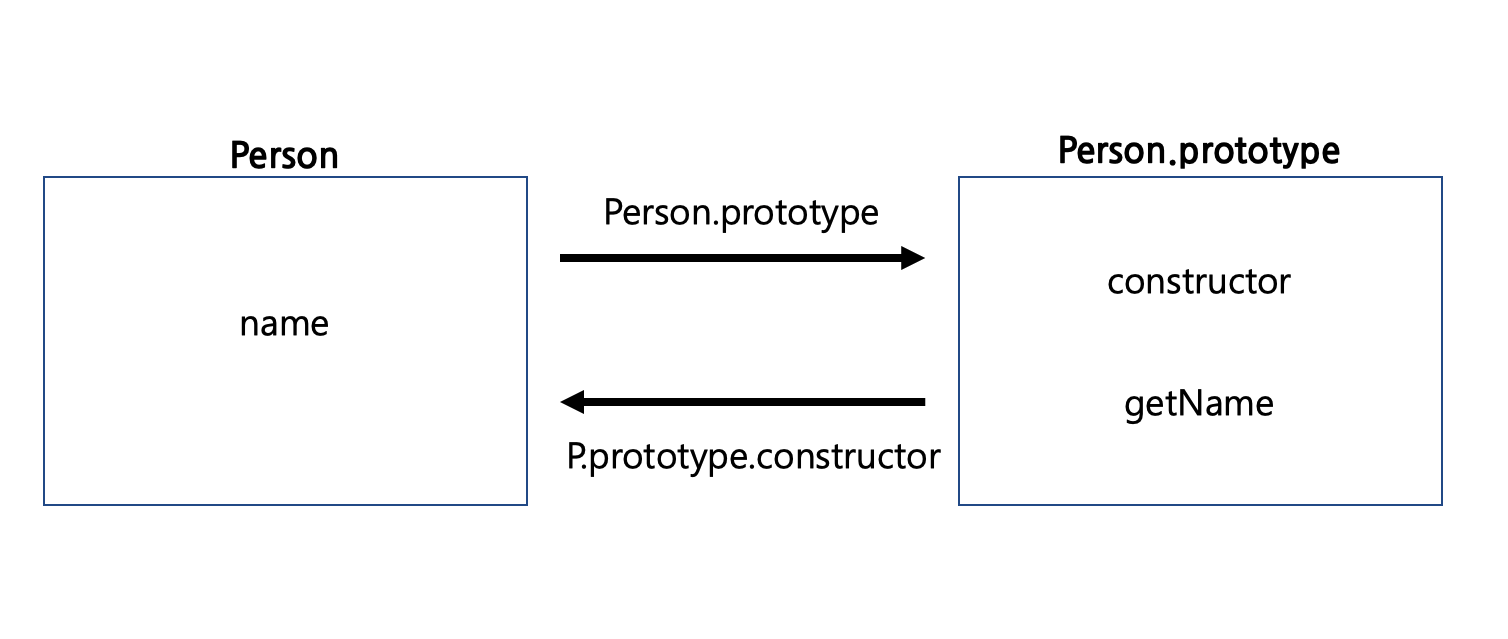 Person
Person.prototype
Person.prototype
name
constructor
getName
P.prototype.constructor